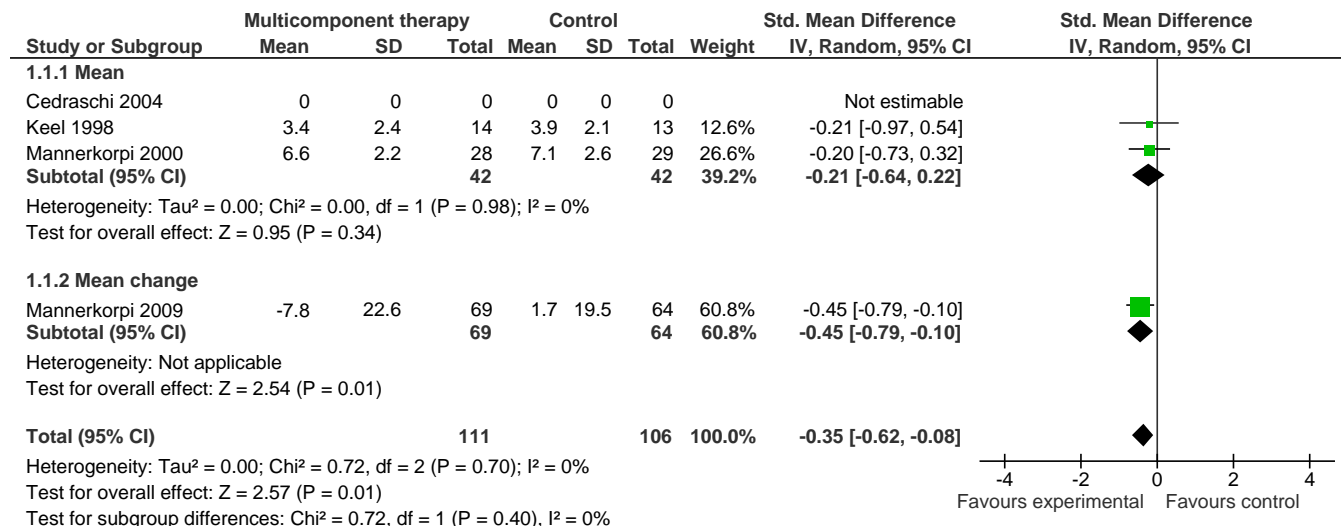 Multicomponent therapy Control Std. Mean Difference Std. Mean Difference
Study or Subgroup Mean SD Total Mean SD Total Weight IV, Random, 95% CI IV, Random, 95% CI
1.1.1 Mean
Cedraschi 2004 0 0 0 0 0 0 Not estimable
Keel 1998 3.4 2.4 14 3.9 2.1 13 12.6% -0.21 [-0.97, 0.54]
Mannerkorpi 2000 6.6 2.2 28 7.1 2.6 29 26.6% -0.20 [-0.73, 0.32]
Subtotal (95% CI) 42 42 39.2% -0.21 [-0.64, 0.22]
Heterogeneity: Tau² = 0.00; Chi² = 0.00, df = 1 (P = 0.98); I² = 0%
Test for overall effect: Z = 0.95 (P = 0.34)
1.1.2 Mean change
Mannerkorpi 2009 -7.8 22.6 69 1.7 19.5 64 60.8% -0.45 [-0.79, -0.10]
Subtotal (95% CI) 69 64 60.8% -0.45 [-0.79, -0.10]
Heterogeneity: Not applicable
Test for overall effect: Z = 2.54 (P = 0.01)
Total (95% CI) 111 106 100.0% -0.35 [-0.62, -0.08]
Heterogeneity: Tau² = 0.00; Chi² = 0.72, df = 2 (P = 0.70); I² = 0%
Test for overall effect: Z = 2.57 (P = 0.01)
Test for subgroup differences: Chi² = 0.72, df = 1 (P = 0.40), I² = 0%
-4 -2 0 2 4
Favours experimental Favours control